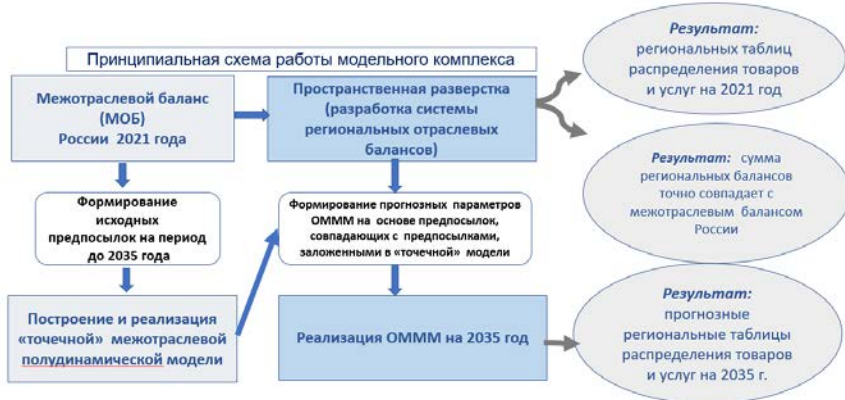 Принципиальная схема работы модельного комплекса
Межотраслевой баланс
(МОБ)
России 2021 года
Пространственная разверстка
(разработка системы
региональных отраслевых
балансов)
Результат:
региональных таблиц
распределения товаров
и услуг на 2021 год
Результат: сумма
региональных балансов
точно совпадает с
межотраслевым балансом
России
Формирование
исходных
предпосылок на период
до 2035 года
Формирование прогнозных параметров
ОМММ на основе предпосылок,
совпадающих с предпосылками,
заложенными в «точечной» модели
Построение и реализация
«точечной» межотраслевой
полудинамической модели
Реализация ОМММ на 2035 год
Результат:
прогнозные
региональные таблицы
распределения товаров
и услуг на 2035 г.